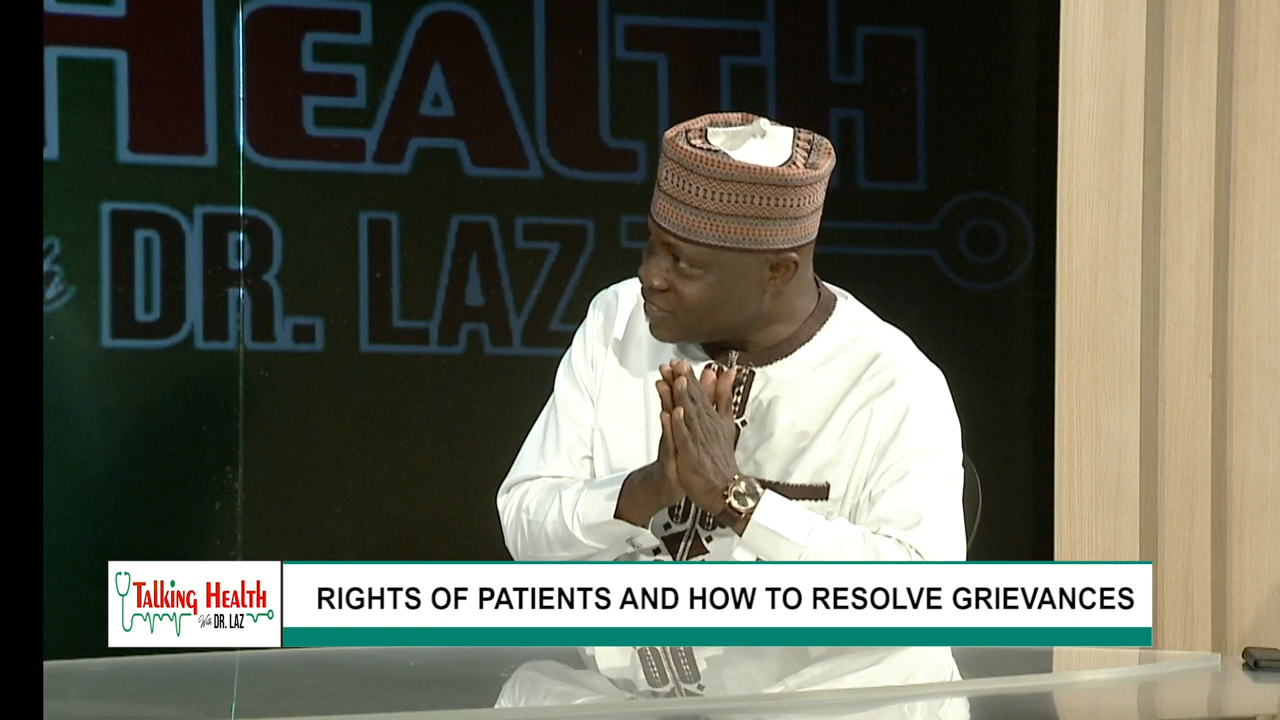 HEALTH
DR. LAZ
TALKING HEALTH
With DR. LAZ
RIGHTS OF PATIENTS AND HOW TO RESOLVE GRIEVANCES